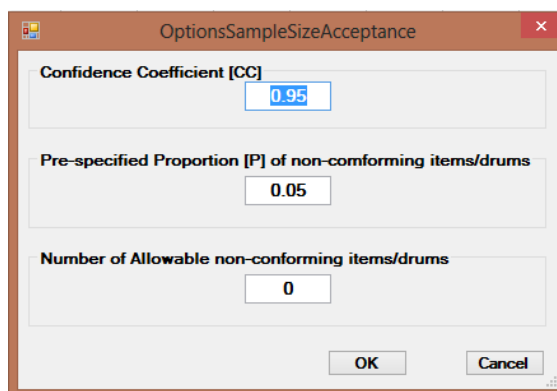 OptionsSampleSizeAcceptance
Confidence Coefficient [CC]
0.95
Pre-specified Proportion [P] of non-comforming items/drums
0.05
Number of Allowable non-conforming items/drums
0
OK Cancel